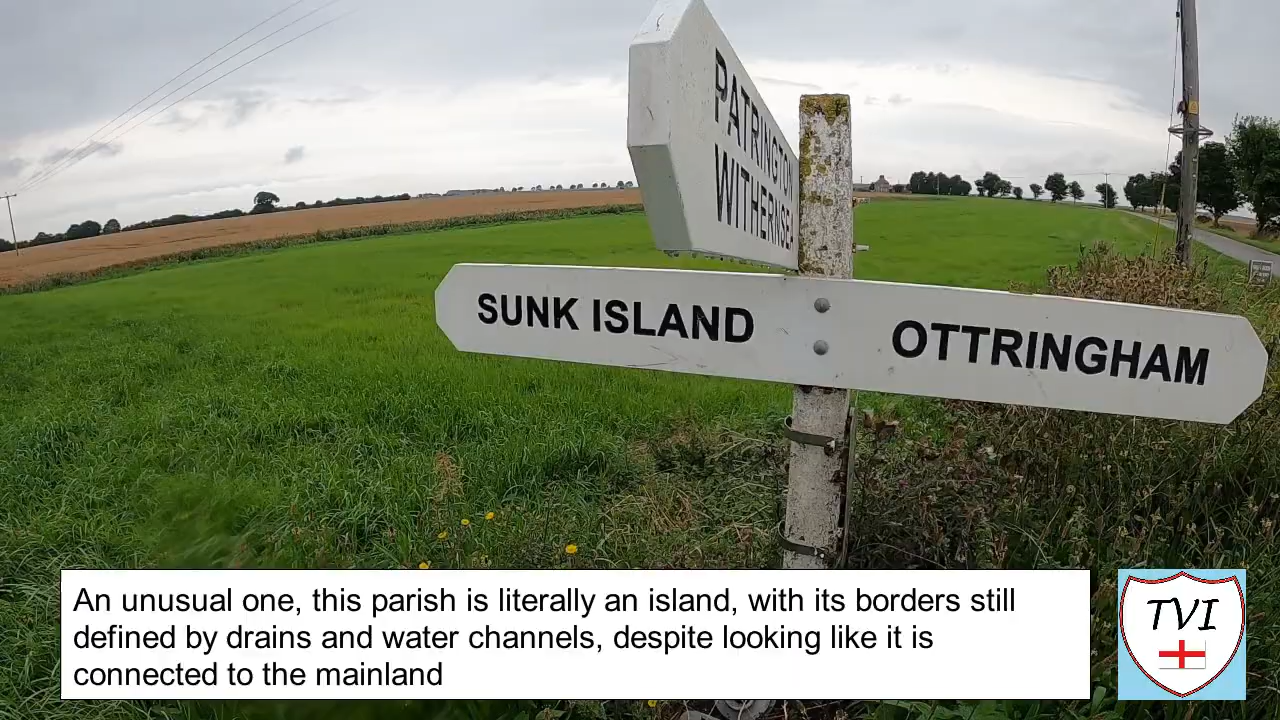 PATRINGTON
WITHERNSEA
SUNK ISLAND
OTTRINGHAM
An unusual one, this parish is literally an island, with its borders still
defined by drains and water channels, despite looking like it is
connected to the mainland
TVI